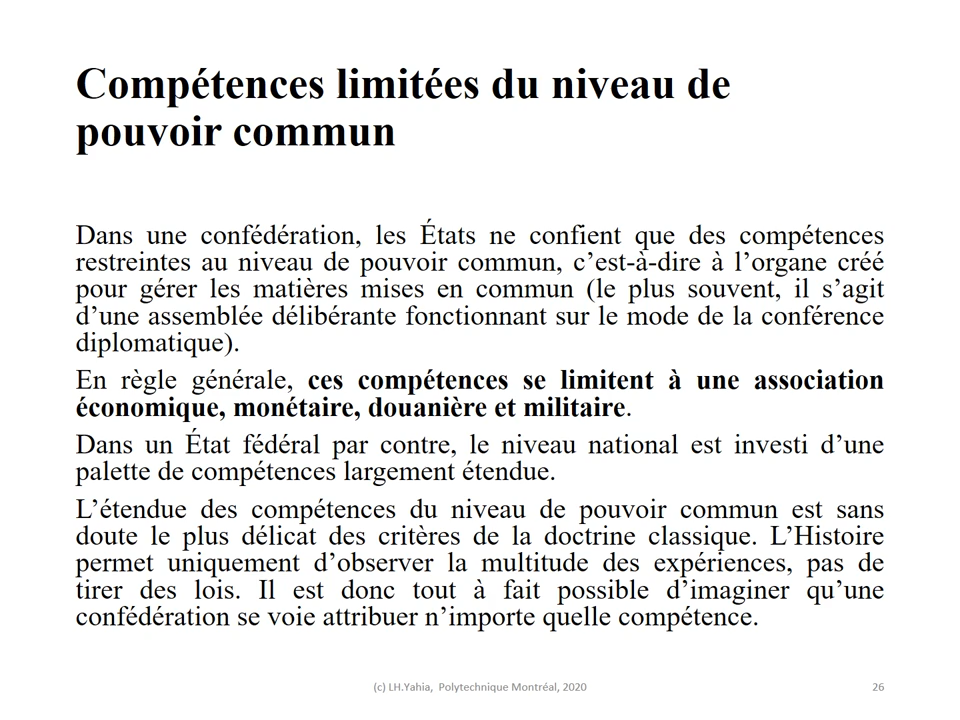 Compétences limitées du niveau de
pouvoir commun
Dans une confédération, les États ne confient que des compétences
restreintes au niveau de pouvoir commun, c’est-à-dire à l’organe créé
pour gérer les matières mises en commun (le plus souvent, il s’agit
d’une assemblée délibérante fonctionnant sur le mode de la conférence
diplomatique).
En règle générale, ces compétences se limitent à une association
économique, monétaire, douanière et militaire.
Dans un État fédéral par contre, le niveau national est investi d’une
palette de compétences largement étendue.
L’étendue des compétences du niveau de pouvoir commun est sans
doute le plus délicat des critères de la doctrine classique. L’Histoire
permet uniquement d’observer la multitude des expériences, pas de
tirer des lois. Il est donc tout à fait possible d’imaginer qu’une
confédération se voie attribuer n’importe quelle compétence.
(c) LH.Yahia, Polytechnique Montréal, 2020
26